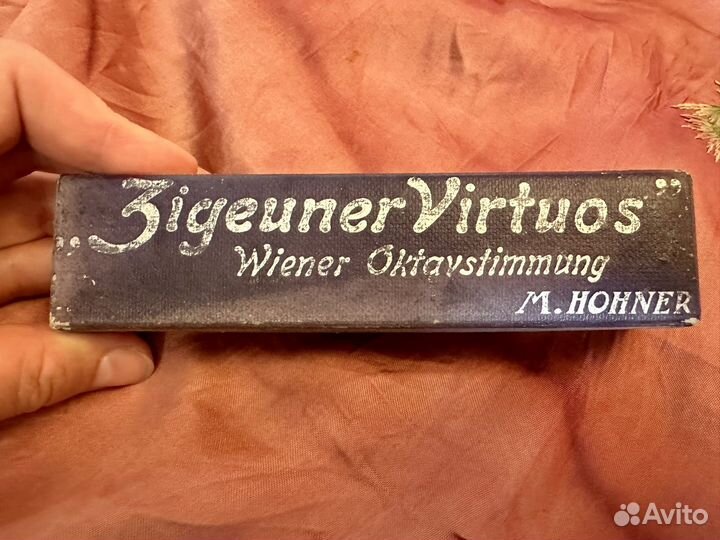 „Zigeuner Virtuos”
Wiener Oktavstimmung
M. HOHNER
Avito